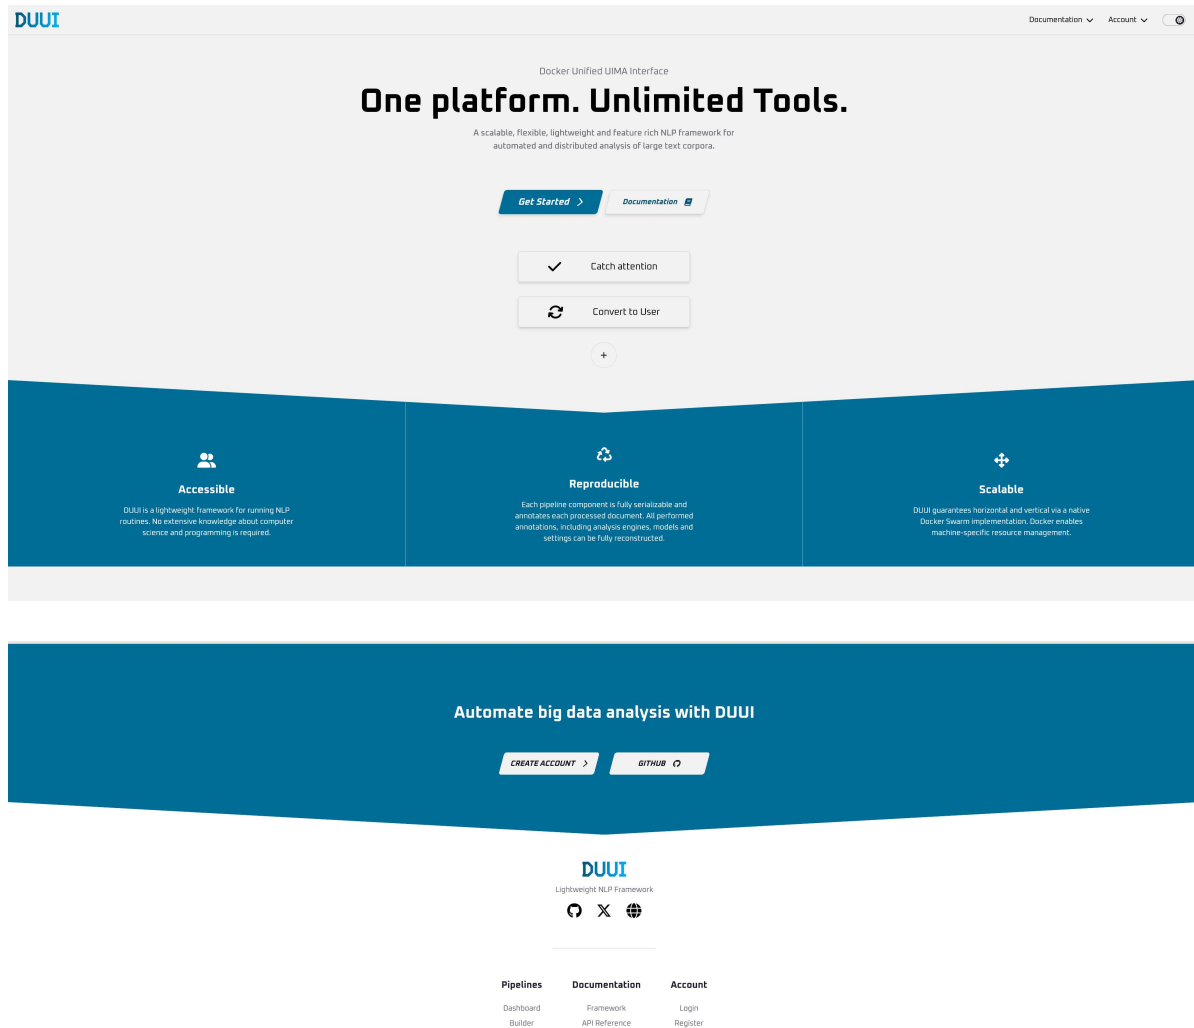 DUUI
Documentation
Account
Docker Unified UIMA Interface
One platform. Unlimited Tools.
A scalable, flexible, lightweight and feature rich NLP framework for
automated and distributed analysis of large text corpora.
Get Started
Documentation
Catch attention
Convert to User
+
Accessible
DUUI is a lightweight framework for running NLP
routines. No extensive knowledge about computer
science and programming is required.
Reproducible
Each pipeline component is fully serializable and
annotates each processed document. All performed
annotations, including analysis engines, models and
settings can be fully reconstructed.
Scalable
DUUI guarantees horizontal and vertical via a native
Docker Swarm implementation. Docker enables
machine-specific resource management.
Automate big data analysis with DUUI
CREATE ACCOUNT
GITHUB
DUUI
Lightweight NLP Framework
Pipelines
Dashboard
Builder
Documentation
Framework
API Reference
Account
Login
Register